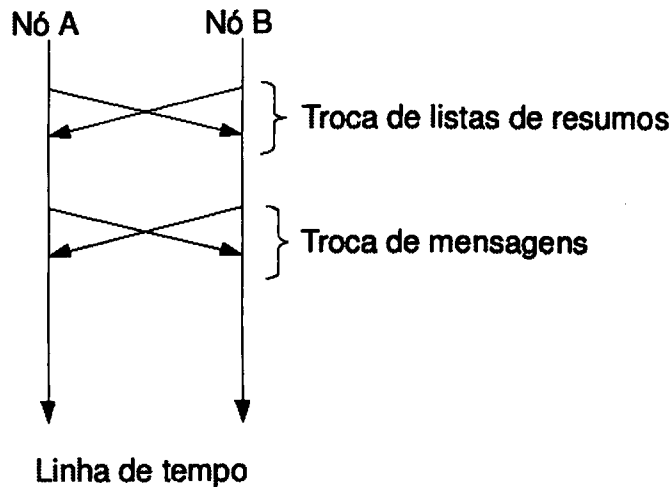 Nó A Nó B
Troca de listas de resumos
Troca de mensagens
Linha de tempo